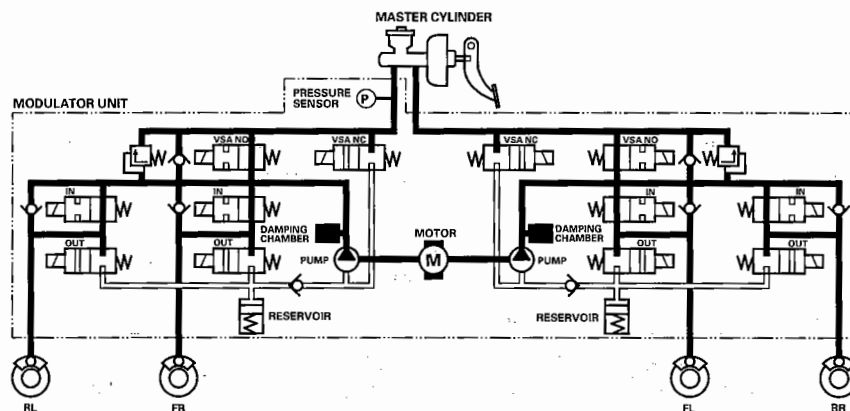 MASTER CYLINDER
PRESSURE
SENSOR
P
MODULATOR UNIT
VSA NO
VSA NC
VSA NC
VSA NO
IN
IN
IN
IN
DAMPING
CHAMBER
MOTOR
DAMPING
CHAMBER
OUT
OUT
OUT
OUT
PUMP
M
PUMP
RESERVOIR
RESERVOIR
RL
FR
FL
RR